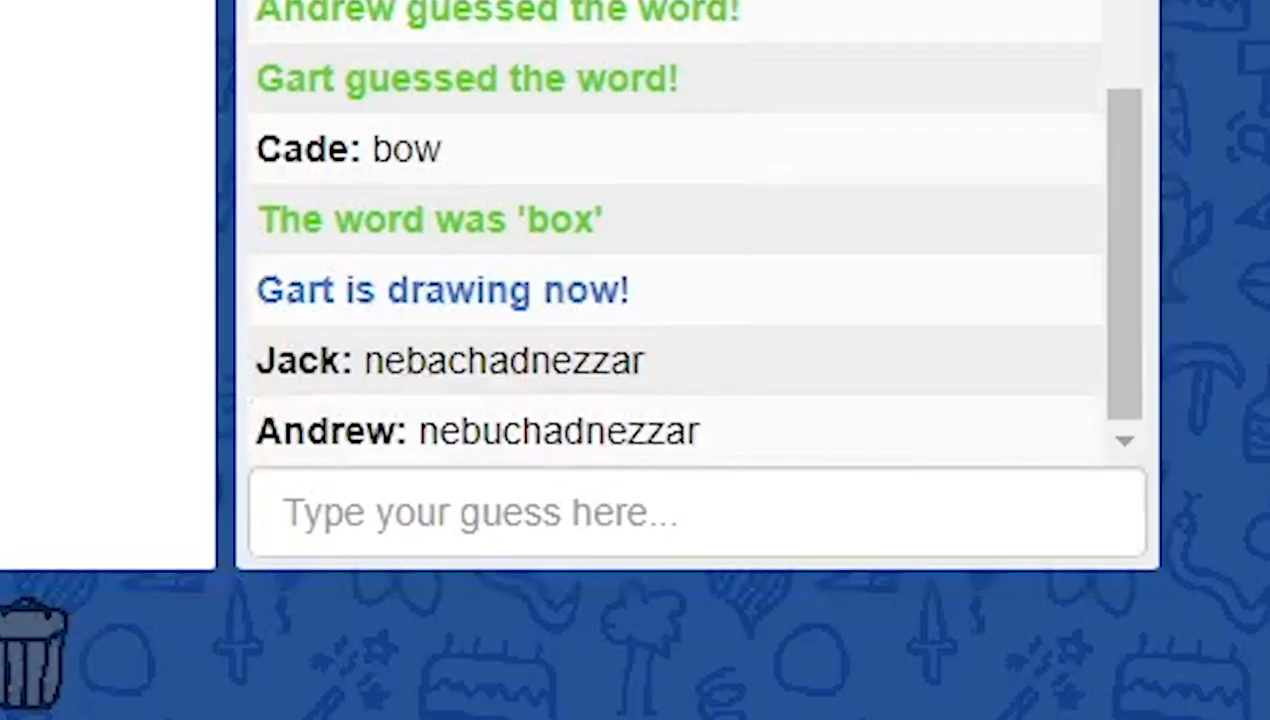 Andrew guessed the word!
Gart guessed the word!
Cade: bow
The word was 'box'
Gart is drawing now!
Jack: nebachadnezzar
Andrew: nebuchadnezzar
Type your guess here...